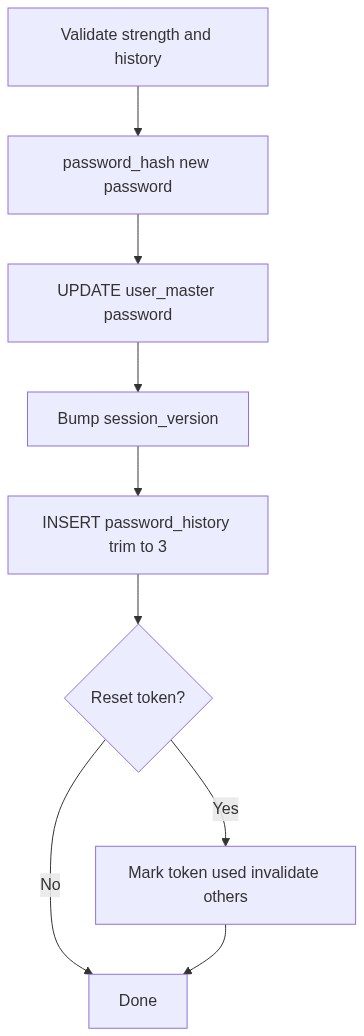 Validate strength and
history
password_hash new
password
UPDATE user_master
password
Bump session_version
INSERT password_history
trim to 3
Reset token?
Yes
Mark token used invalidate
others
No
Done